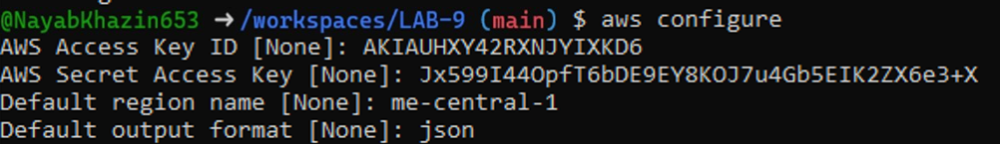 @NayabKhazin653 ➜ /workspaces/LAB-9 (main) $ aws configure
AWS Access Key ID [None]: AKIAUHXY42RXNJYIXKD6
AWS Secret Access Key [None]: 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
Default region name [None]: me-central-1
Default output format [None]: json